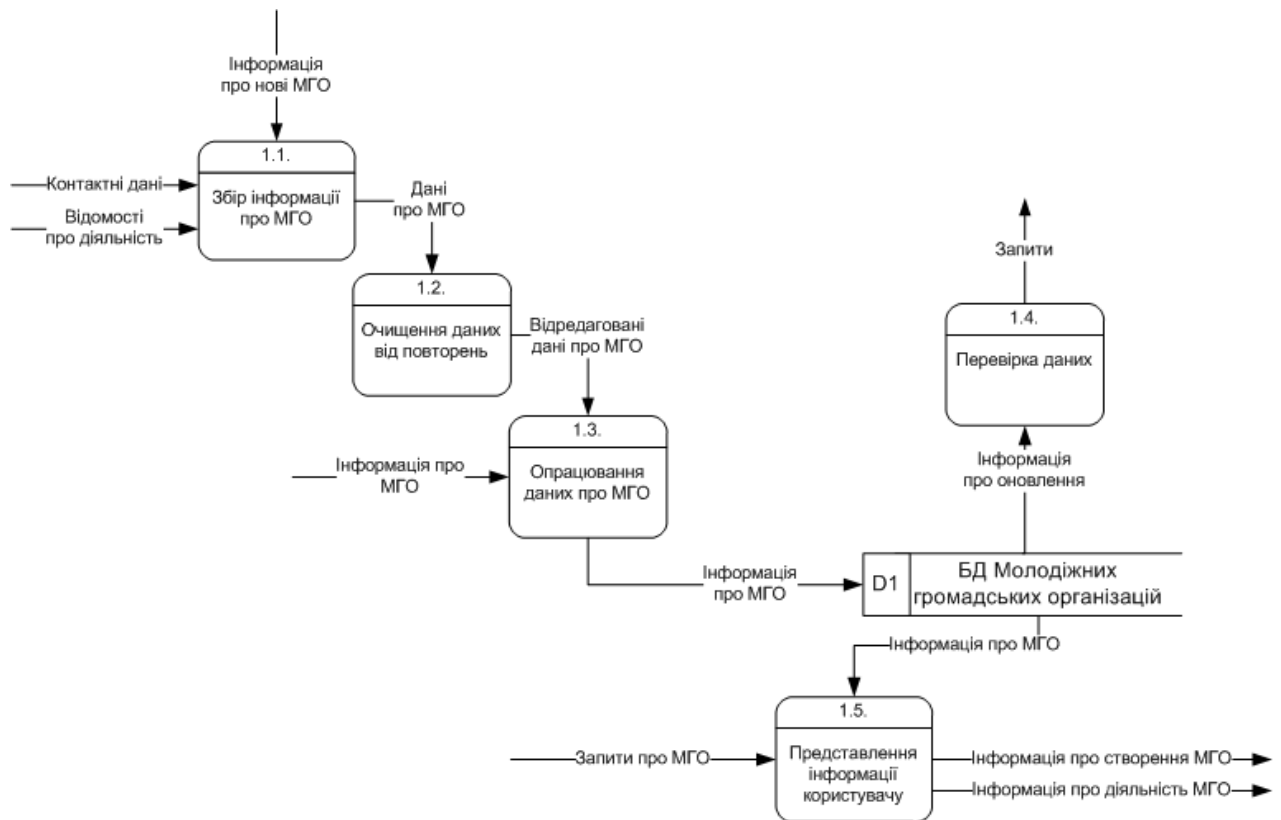 Інформація
про нові МГО
1.1.
Збір інформації
про МГО
Контактні дані
Відомості
про діяльність
Дані
про МГО
1.2.
Очищення даних
від повторень
Відредаговані
дані про МГО
Запити
1.4.
Перевірка даних
1.3.
Опрацювання
даних про МГО
Інформація про
МГО
Інформація
про оновлення
Інформація
про МГО
D1
БД Молодіжних
громадських організацій
Інформація про МГО
1.5.
Представлення
інформації
користувачу
Запити про МГО
Інформація про створення МГО
Інформація про діяльність МГО